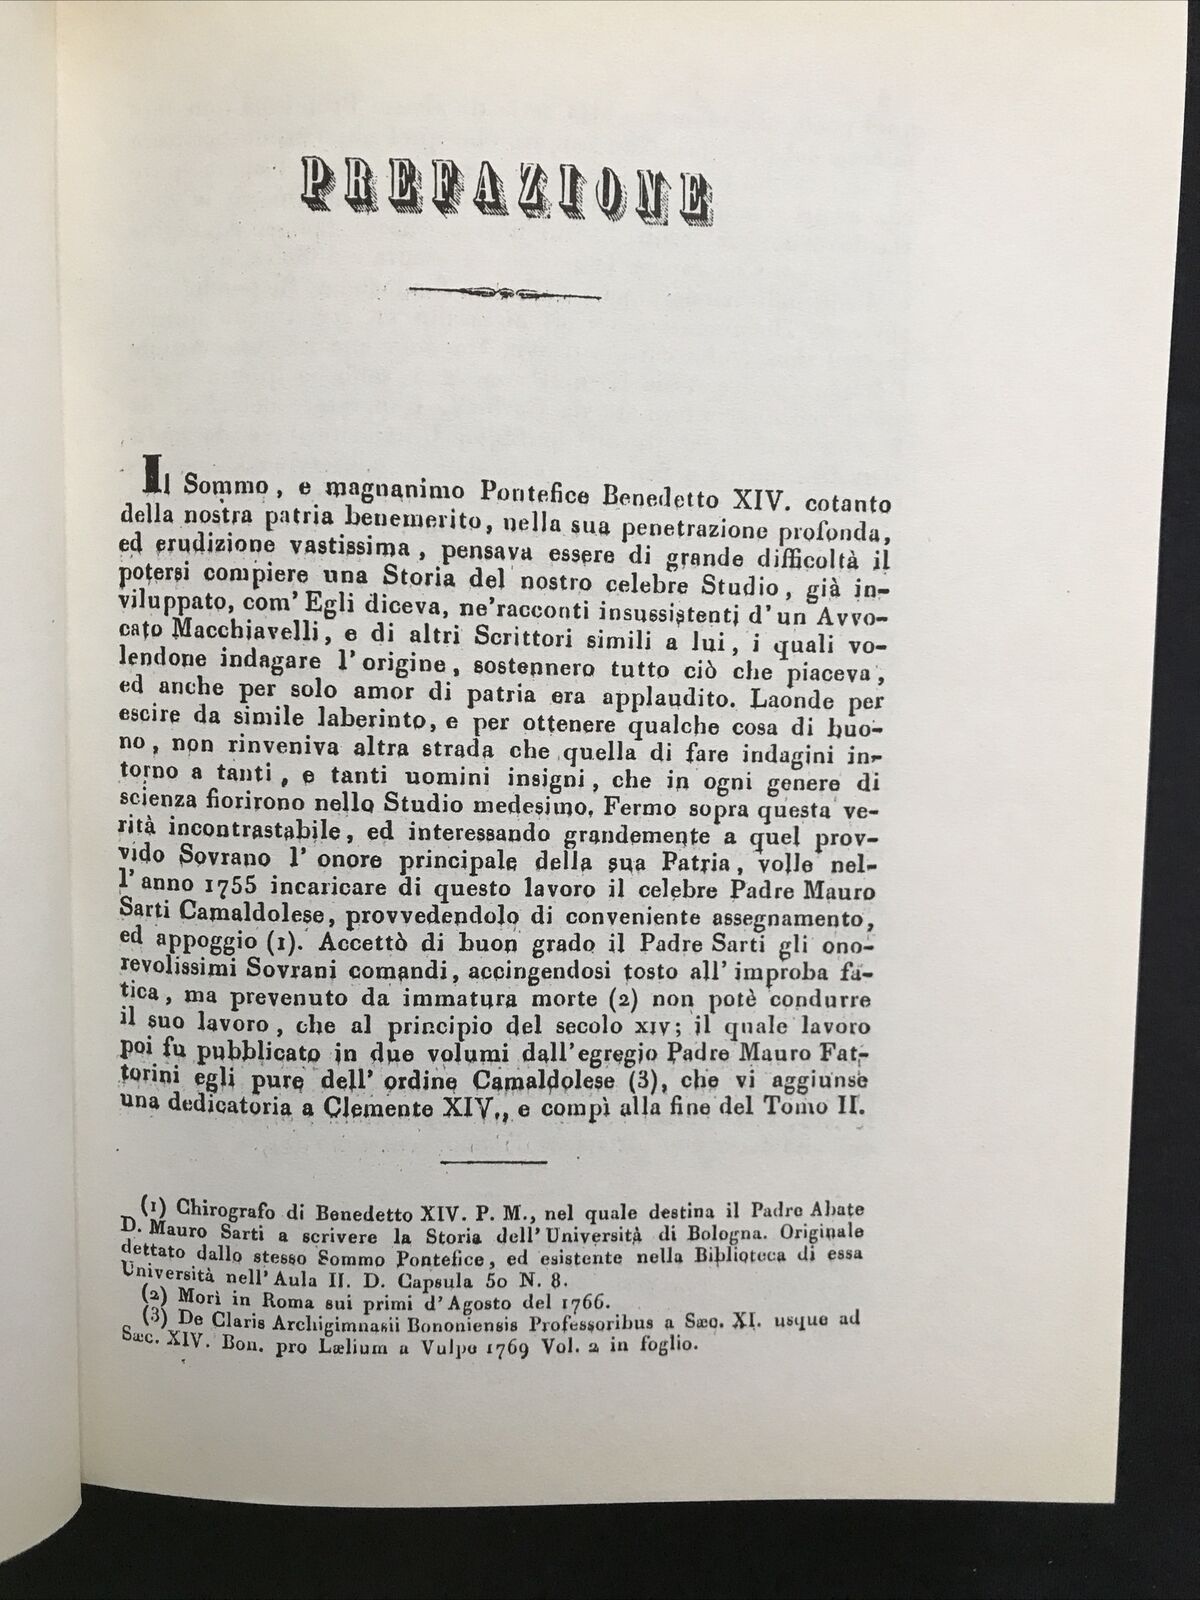 PREFAZIONE
Il Sommo, e magnanimo Pontefice Benedetto XIV. cotanto
della nostra patria benemerito, nella sua penetrazione profonda,
ed erudizione vastissima, pensava essere di grande difficoltà il
potersi compiere una Storia del nostro celebre Studio, già in-
viluppato, com' Egli diceva, ne'racconti insussistenti d'un Avvo-
cato Macchiavelli, e di altri Scrittori simili a lui, i quali vo-
lendone indagare l'origine, sostennero tutto ciò che piaceva,
ed anche per solo amor di patria era applaudito. Laonde per
escire da simile laberinto, e per ottenere qualche cosa di buo-
no, non rinveniva altra strada che quella di fare indagini in-
torno a tanti, e tanti uomini insigni, che in ogni genere di
scienza fiorirono nello Studio medesimo. Fermo sopra questa ve-
rità incontrastabile, ed interessando grandemente a quel prov-
vido Sovrano l'onore principale della sua Patria, volle nel-
l'anno 1755 incaricare di questo lavoro il celebre Padre Mauro
Sarti Camaldolese, provvedendolo di conveniente assegnamento,
ed appoggio (1). Accettò di buon grado il Padre Sarti gli ono-
revolissimi Sovrani comandi, accingendosi tosto all'improba fa-
tica, ma prevenuto da immatura morte (2) non potè condurre
il suo lavoro, che al principio del secolo XIV; il quale lavoro
poi fu pubblicato in due volumi dall'egregio Padre Mauro Fat-
torini egli pure dell' ordine Camaldolese (3), che vi aggiunse
una dedicatoria a Clemente XIV., e compì alla fine del Tomo II.
(1) Chirografo di Benedetto XIV. P. M., nel quale destina il Padre Abate
D. Mauro Sarti a scrivere la Storia dell'Università di Bologna. Originale
dettato dallo stesso Sommo Pontefice, ed esistente nella Biblioteca di essa
Università nell'Aula II. D. Capsula 50 N. 8.
(2) Morì in Roma sui primi d'Agosto del 1766.
(3) De Claris Archigimnasii Bononiensis Professoribus a Sæc. XI. usque ad
Sæc. XIV. Bon. pro Lælium a Vulpe 1769 Vol. 2 in foglio.